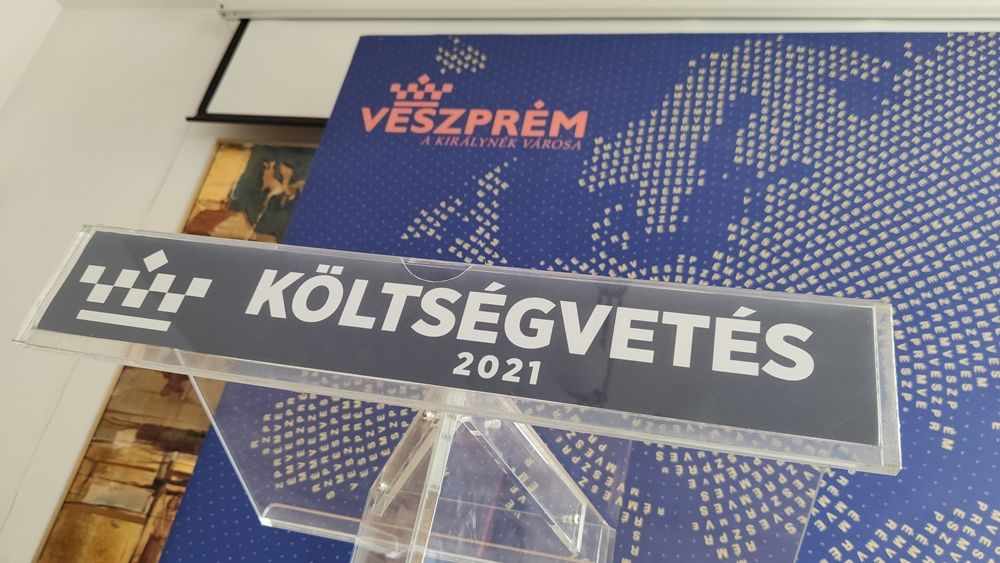 VESZPRÉM
A KIRÁLYNÉK VÁROSA
KÖLTSÉGVETÉS
2021